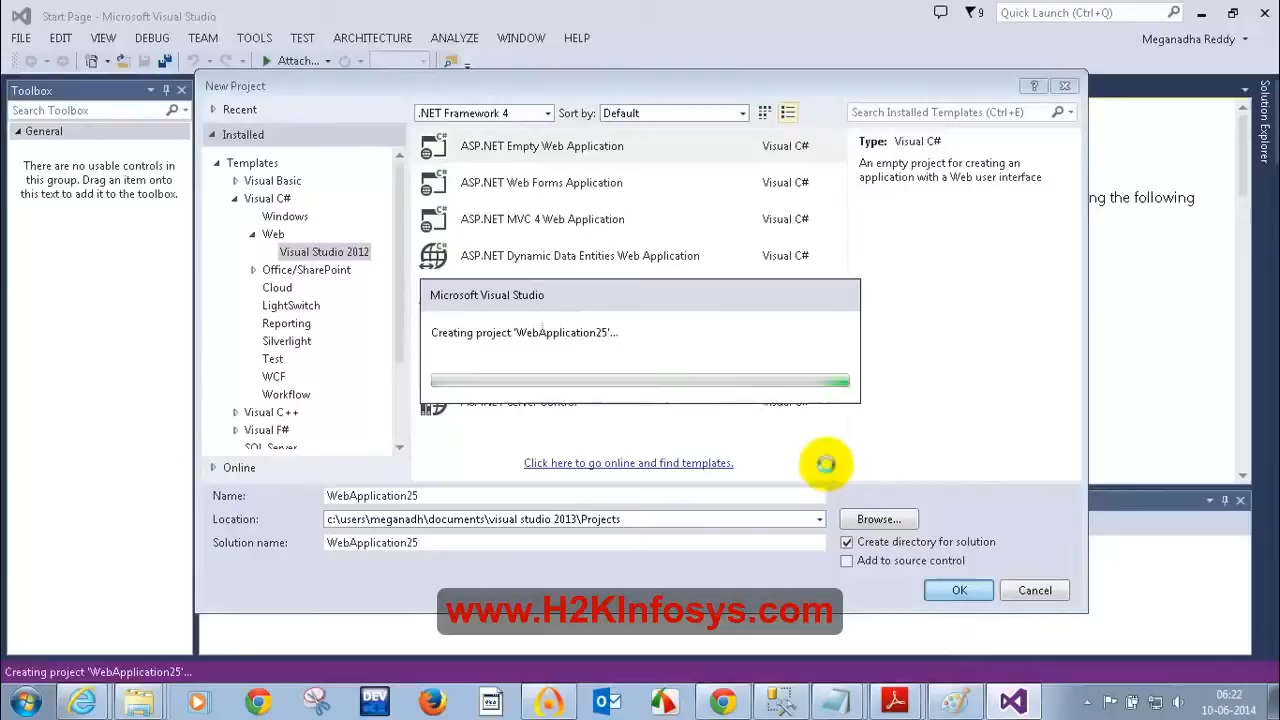 Start Page - Microsoft Visual Studio
9
Quick Launch (Ctrl+Q)
FILE EDIT VIEW DEBUG TEAM TOOLS TEST ARCHITECTURE ANALYZE WINDOW HELP
Meganadha Reddy
Attach...
Toolbox
Search Toolbox
General
There are no usable controls in
this group. Drag an item onto
this text to add it to the toolbox.
New Project
Recent
Installed
Templates
Visual Basic
Visual C#
Windows
Web
Visual Studio 2012
Office/SharePoint
Cloud
LightSwitch
Reporting
Silverlight
Test
WCF
Workflow
Visual C++
Visual F#
SQL Server
Online
.NET Framework 4
Sort by: Default
Search Installed Templates (Ctrl+E)
ASP.NET Empty Web Application Visual C#
ASP.NET Web Forms Application Visual C#
ASP.NET MVC 4 Web Application Visual C#
ASP.NET Dynamic Data Entities Web Application Visual C#
Type: Visual C#
An empty project for creating an
application with a Web user interface
ng the following
Solution Explorer
Microsoft Visual Studio
Creating project 'WebApplication25'...
Click here to go online and find templates.
Name: WebApplication25
Location: c:\users\meganadh\documents\visual studio 2013\Projects
Browse...
Solution name: WebApplication25
Create directory for solution
Add to source control
OK Cancel
www.H2KInfosys.com
Creating project 'WebApplication25'...
DEV
06:22
10-06-2014